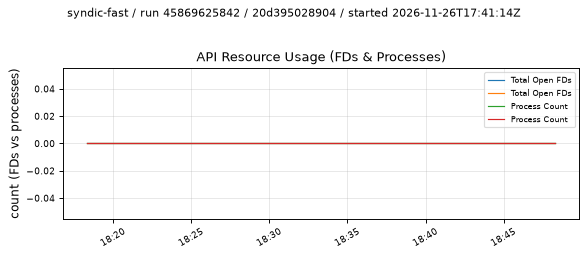 syndic-fast / run 45869625842 / 20d395028904 / started 2026-11-26T17:41:14Z
API Resource Usage (FDs & Processes)
count (FDs vs processes)
0.04
0.02
0.00
−0.02
−0.04
Total Open FDs
Total Open FDs
Process Count
Process Count
18:20
18:25
18:30
18:35
18:40
18:45